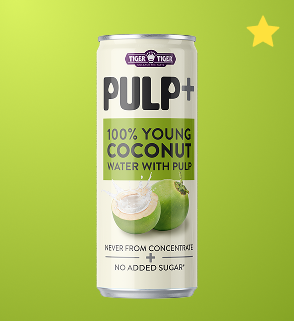 TIGER TIGER
PULP+
100% YOUNG
COCONUT
WATER WITH PULP
NEVER FROM CONCENTRATE
+
NO ADDED SUGAR*